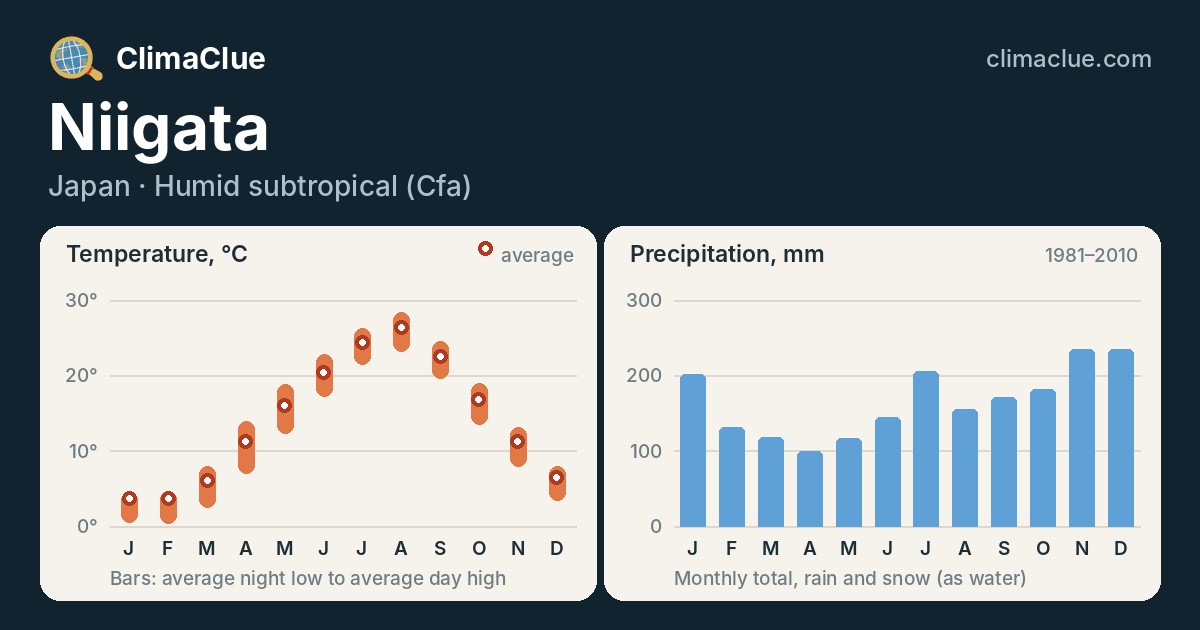 ClimaClue
climaclue.com
Niigata
Japan · Humid subtropical (Cfa)
Temperature, °C
average
30°
20°
10°
0°
J F M A M J J A S O N D
Bars: average night low to average day high
Precipitation, mm
1981–2010
300
200
100
0
J F M A M J J A S O N D
Monthly total, rain and snow (as water)